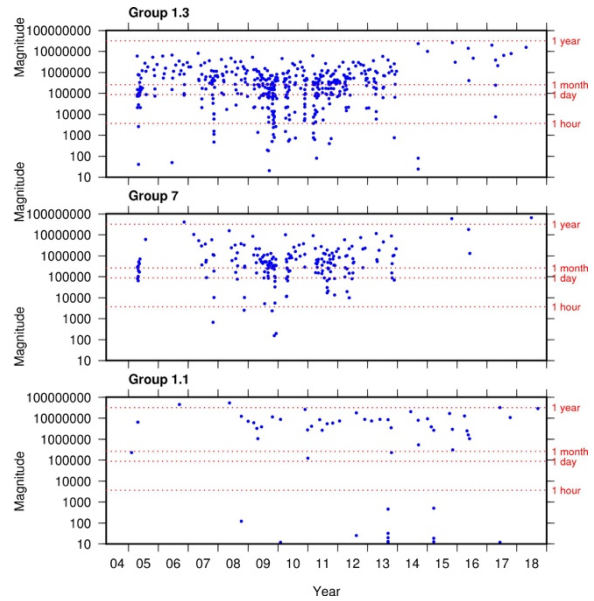 Group 1.3
Magnitude
100000000
10000000
1000000
100000
10000
1000
100
10
1 year
1 month
1 day
1 hour
Group 7
Magnitude
Magnitude
100000000
10000000
1000000
100000
10000
1000
100
10
1 year
1 month
1 day
1 hour
Group 1.1
Magnitude
Magnitude
100000000
10000000
1000000
100000
10000
1000
100
10
1 year
1 month
1 day
1 hour
Magnitude
04 05 06 07 08 09 10 11 12 13 14 15 16 17 18
Year